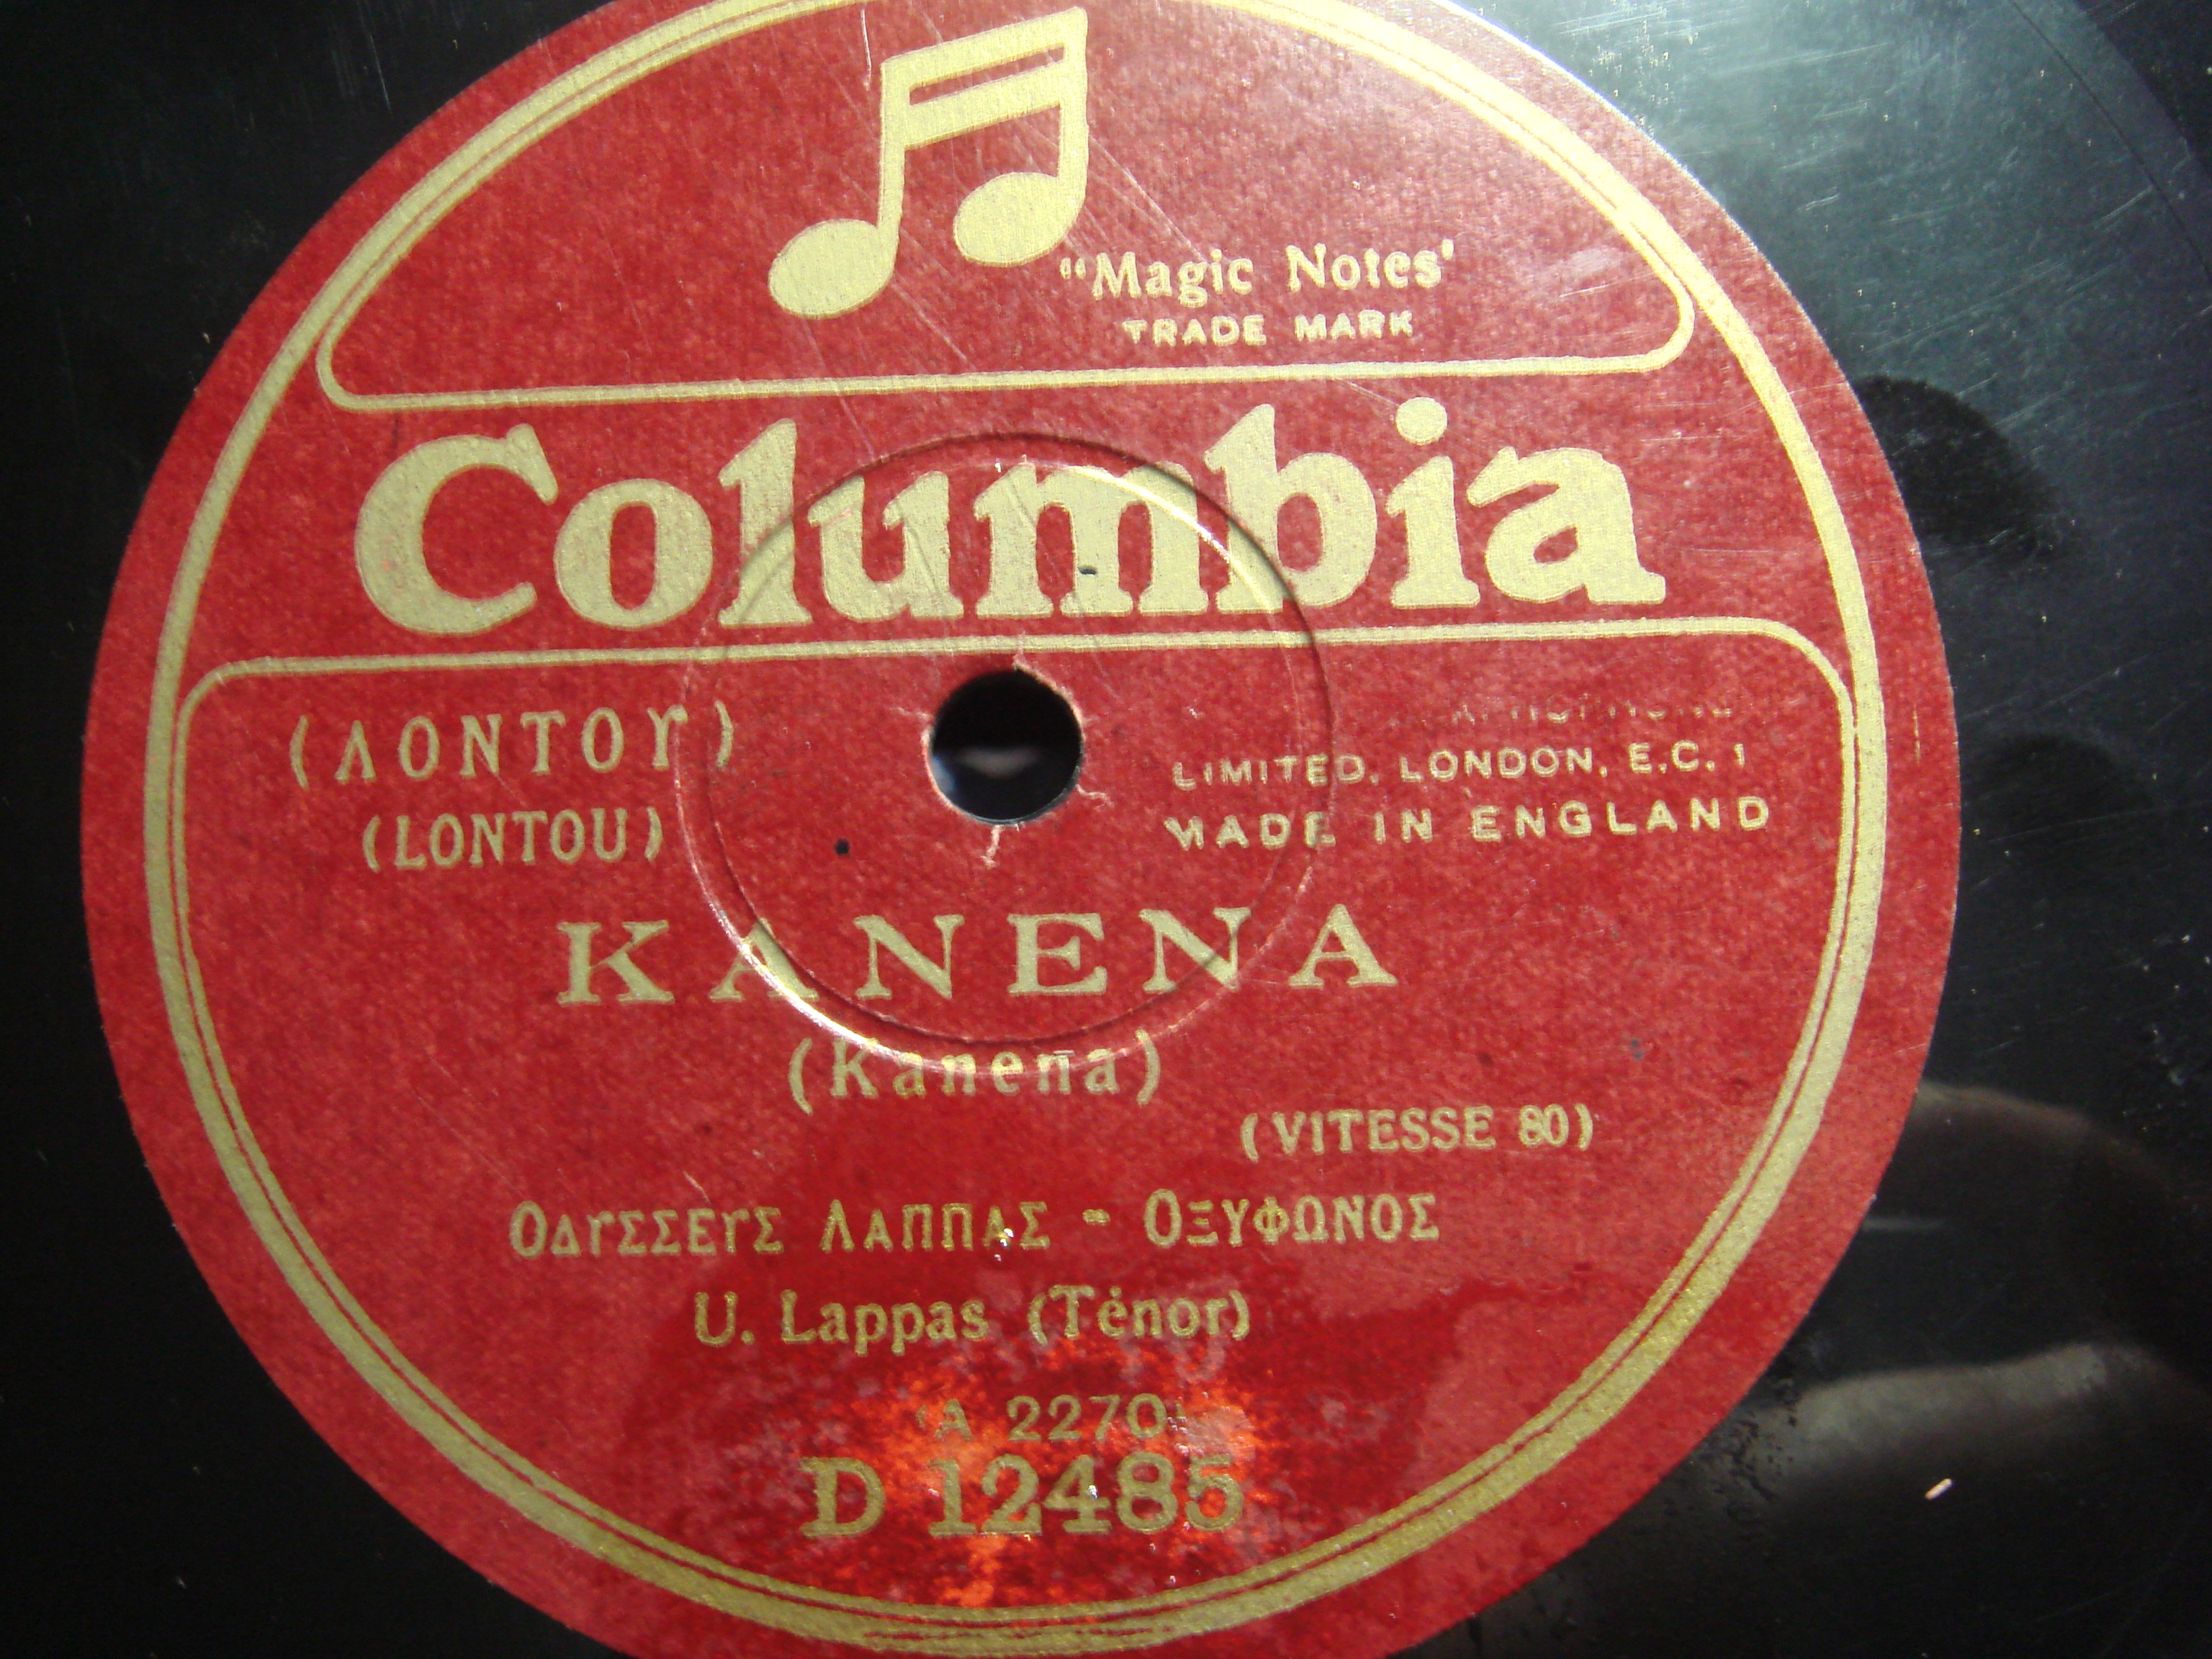 "Magic Notes'
TRADE MARK
Columbia
(ΛΟΝΤΟΥ)
(LONTOU)
LIMITED, LONDON, E.C. 1
MADE IN ENGLAND
KANENA
(Kanena)
(VITESSE 80)
ΟΔΥΣΣΕΥΣ ΛΑΠΠΑΣ - ΟΞΥΦΩΝΟΣ
U. Lappas (Ténor)
(A 2270)
D 12485